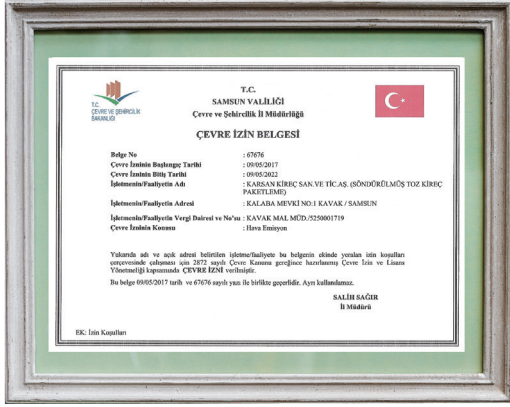 T.C.
ÇEVRE VE ŞEHİRCİLİK
BAKANLIĞI
T.C.
SAMSUN VALİLİĞİ
Çevre ve Şehircilik İl Müdürlüğü
ÇEVRE İZİN BELGESİ
Belge No : 67676
Çevre İzninin Başlangıç Tarihi : 09/05/2017
Çevre İzninin Bitiş Tarihi : 09/05/2022
İşletmenin/Faaliyetin Adı : KARSAN KİREÇ SAN.VE TİC.AŞ. (SÖNDÜRÜLMÜŞ TOZ KİREÇ
PAKETLEME)
İşletmenin/Faaliyetin Adresi : KALABA MEVKİ NO:1 KAVAK / SAMSUN
İşletmenin/Faaliyetin Vergi Dairesi ve No'su : KAVAK MAL MÜD./5250001719
Çevre İzninin Konusu : Hava Emisyon
Yukarıda adı ve açık adresi belirtilen işletme/faaliyete bu belgenin ekinde yeralan izin koşulları
çerçevesinde çalışması için 2872 sayılı Çevre Kanunu gereğince hazırlanmış Çevre İzin ve Lisans
Yönetmeliği kapsamında ÇEVRE İZNİ verilmiştir.
Bu belge 09/05/2017 tarih ve 67676 sayılı yazı ile birlikte geçerlidir. Ayrı kullanılamaz.
SALİH SAĞIR
İl Müdürü
EK: İzin Koşulları